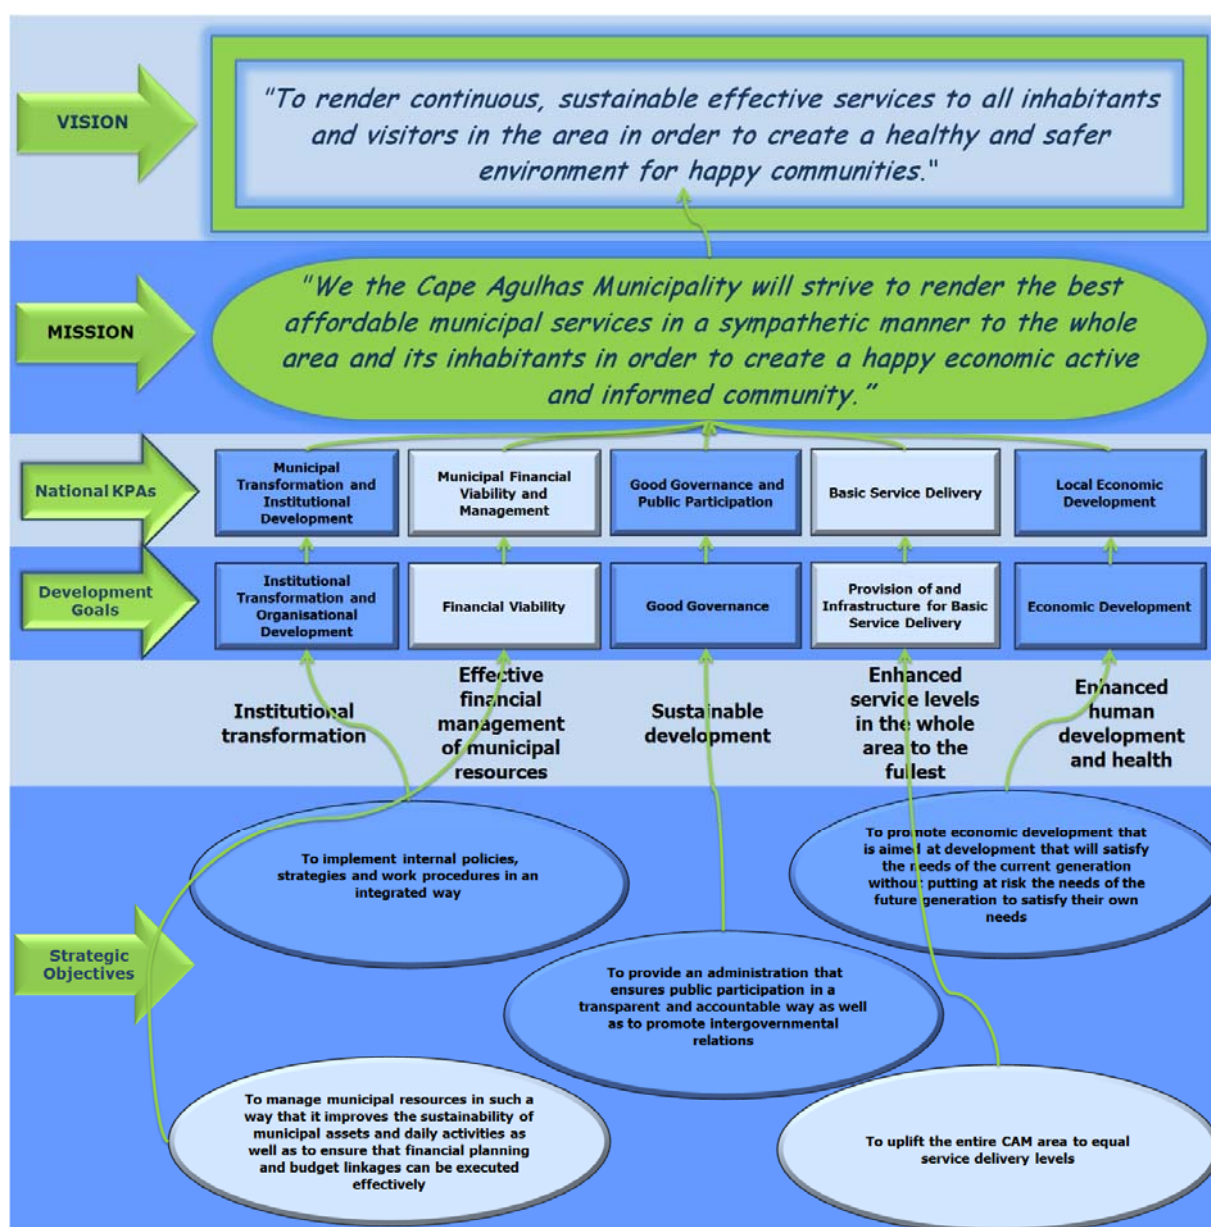 VISION
"To render continuous, sustainable effective services to all inhabitants
and visitors in the area in order to create a healthy and safer
environment for happy communities."
MISSION
"We the Cape Agulhas Municipality will strive to render the best
affordable municipal services in a sympathetic manner to the whole
area and its inhabitants in order to create a happy economic active
and informed community.”
National KPAs
Municipal
Transformation and
Institutional
Development
Municipal Financial
Viability and
Management
Good Governance and
Public Participation
Basic Service Delivery
Local Economic
Development
Development
Goals
Institutional
Transformation and
Organisational
Development
Financial Viability
Good Governance
Provision of and
Infrastructure for Basic
Service Delivery
Economic Development
Institutional
transformation
Effective
financial
management
of municipal
resources
Sustainable
development
Enhanced
service levels
in the whole
area to the
fullest
Enhanced
human
development
and health
Strategic
Objectives
To implement internal policies,
strategies and work procedures in an
integrated way
To promote economic development that
is aimed at development that will satisfy
the needs of the current generation
without putting at risk the needs of the
future generation to satisfy their own
needs
To provide an administration that
ensures public participation in a
transparent and accountable way as well
as to promote intergovernmental
relations
To manage municipal resources in such a
way that it improves the sustainability of
municipal assets and daily activities as
well as to ensure that financial planning
and budget linkages can be executed
effectively
To uplift the entire CAM area to equal
service delivery levels